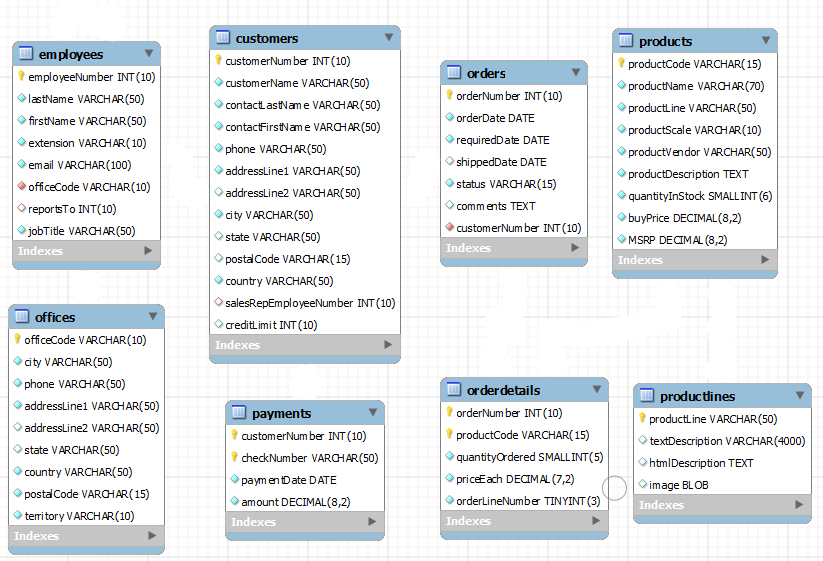 employees
employeeNumber INT(10)
lastName VARCHAR(50)
firstName VARCHAR(50)
extension VARCHAR(10)
email VARCHAR(100)
officeCode VARCHAR(10)
reportsTo INT(10)
jobTitle VARCHAR(50)
Indexes
customers
customerNumber INT(10)
customerName VARCHAR(50)
contactLastName VARCHAR(50)
contactFirstName VARCHAR(50)
phone VARCHAR(50)
addressLine1 VARCHAR(50)
addressLine2 VARCHAR(50)
city VARCHAR(50)
state VARCHAR(50)
postalCode VARCHAR(15)
country VARCHAR(50)
salesRepEmployeeNumber INT(10)
creditLimit INT(10)
Indexes
orders
orderNumber INT(10)
orderDate DATE
requiredDate DATE
shippedDate DATE
status VARCHAR(15)
comments TEXT
customerNumber INT(10)
Indexes
products
productCode VARCHAR(15)
productName VARCHAR(70)
productLine VARCHAR(50)
productScale VARCHAR(10)
productVendor VARCHAR(50)
productDescription TEXT
quantityInStock SMALLINT(6)
buyPrice DECIMAL(8,2)
MSRP DECIMAL(8,2)
Indexes
offices
officeCode VARCHAR(10)
city VARCHAR(50)
phone VARCHAR(50)
addressLine1 VARCHAR(50)
addressLine2 VARCHAR(50)
state VARCHAR(50)
country VARCHAR(50)
postalCode VARCHAR(15)
territory VARCHAR(10)
Indexes
payments
customerNumber INT(10)
checkNumber VARCHAR(50)
paymentDate DATE
amount DECIMAL(8,2)
Indexes
orderdetails
orderNumber INT(10)
productCode VARCHAR(15)
quantityOrdered SMALLINT(5)
priceEach DECIMAL(7,2)
orderLineNumber TINYINT(3)
Indexes
productlines
productLine VARCHAR(50)
textDescription VARCHAR(4000)
htmlDescription TEXT
image BLOB
Indexes